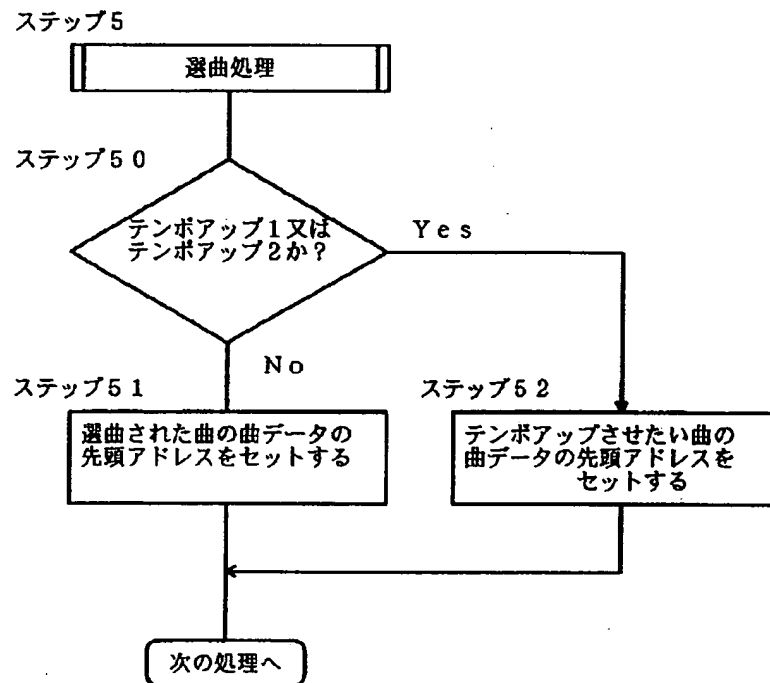 ステップ5
選曲処理
ステップ50
テンポアップ1又は
テンポアップ2か?
Yes
No
ステップ51
選曲された曲の曲データの
先頭アドレスをセットする
ステップ52
テンポアップさせたい曲の
曲データの先頭アドレスを
セットする
次の処理へ